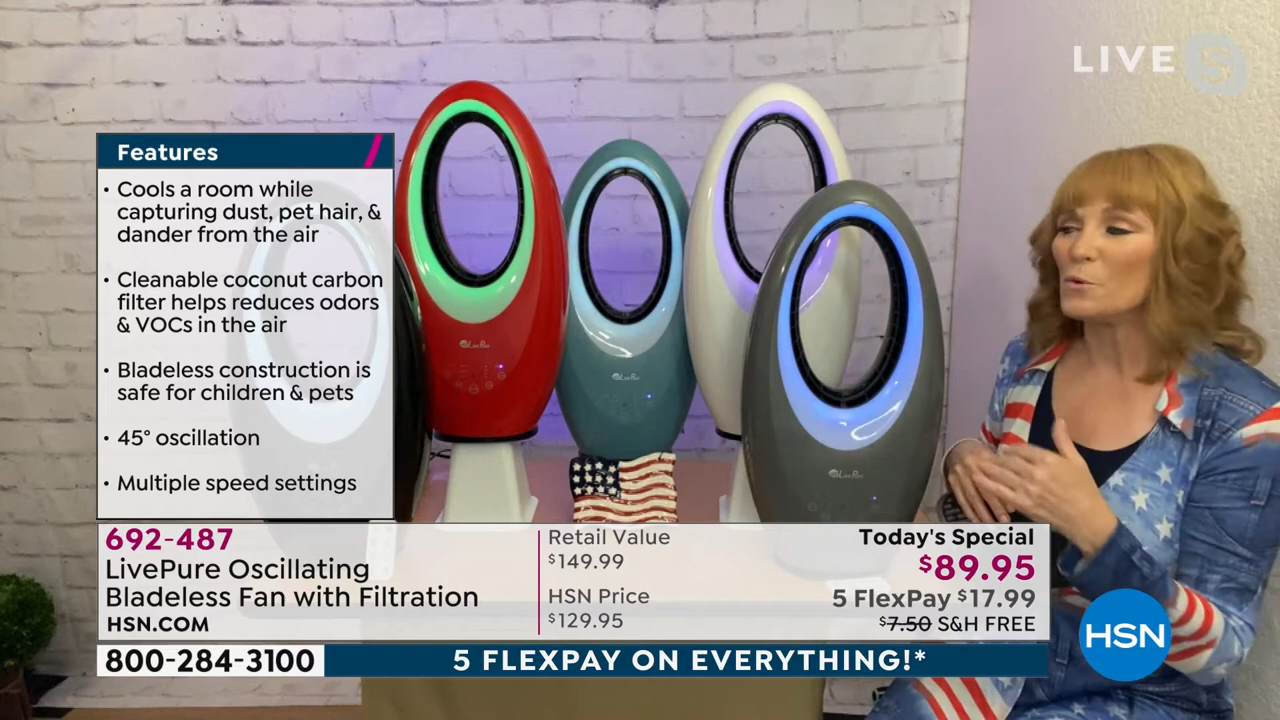 LIVE S
Features
• Cools a room while
capturing dust, pet hair, &
dander from the air
• Cleanable coconut carbon
filter helps reduces odors
& VOCs in the air
• Bladeless construction is
safe for children & pets
• 45° oscillation
• Multiple speed settings
LivePure
LivePure
LivePure
692-487
LivePure Oscillating
Bladeless Fan with Filtration
HSN.COM
Retail Value
$149.99
HSN Price
$129.95
Today's Special
$89.95
5 FlexPay $17.99
$7.50 S&H FREE
HSN
800-284-3100
5 FLEXPAY ON EVERYTHING!*